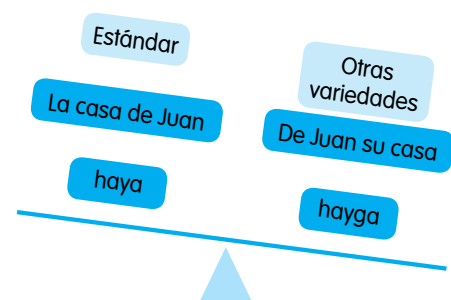 Estándar
La casa de Juan
haya
Otras
variedades
De Juan su casa
hayga